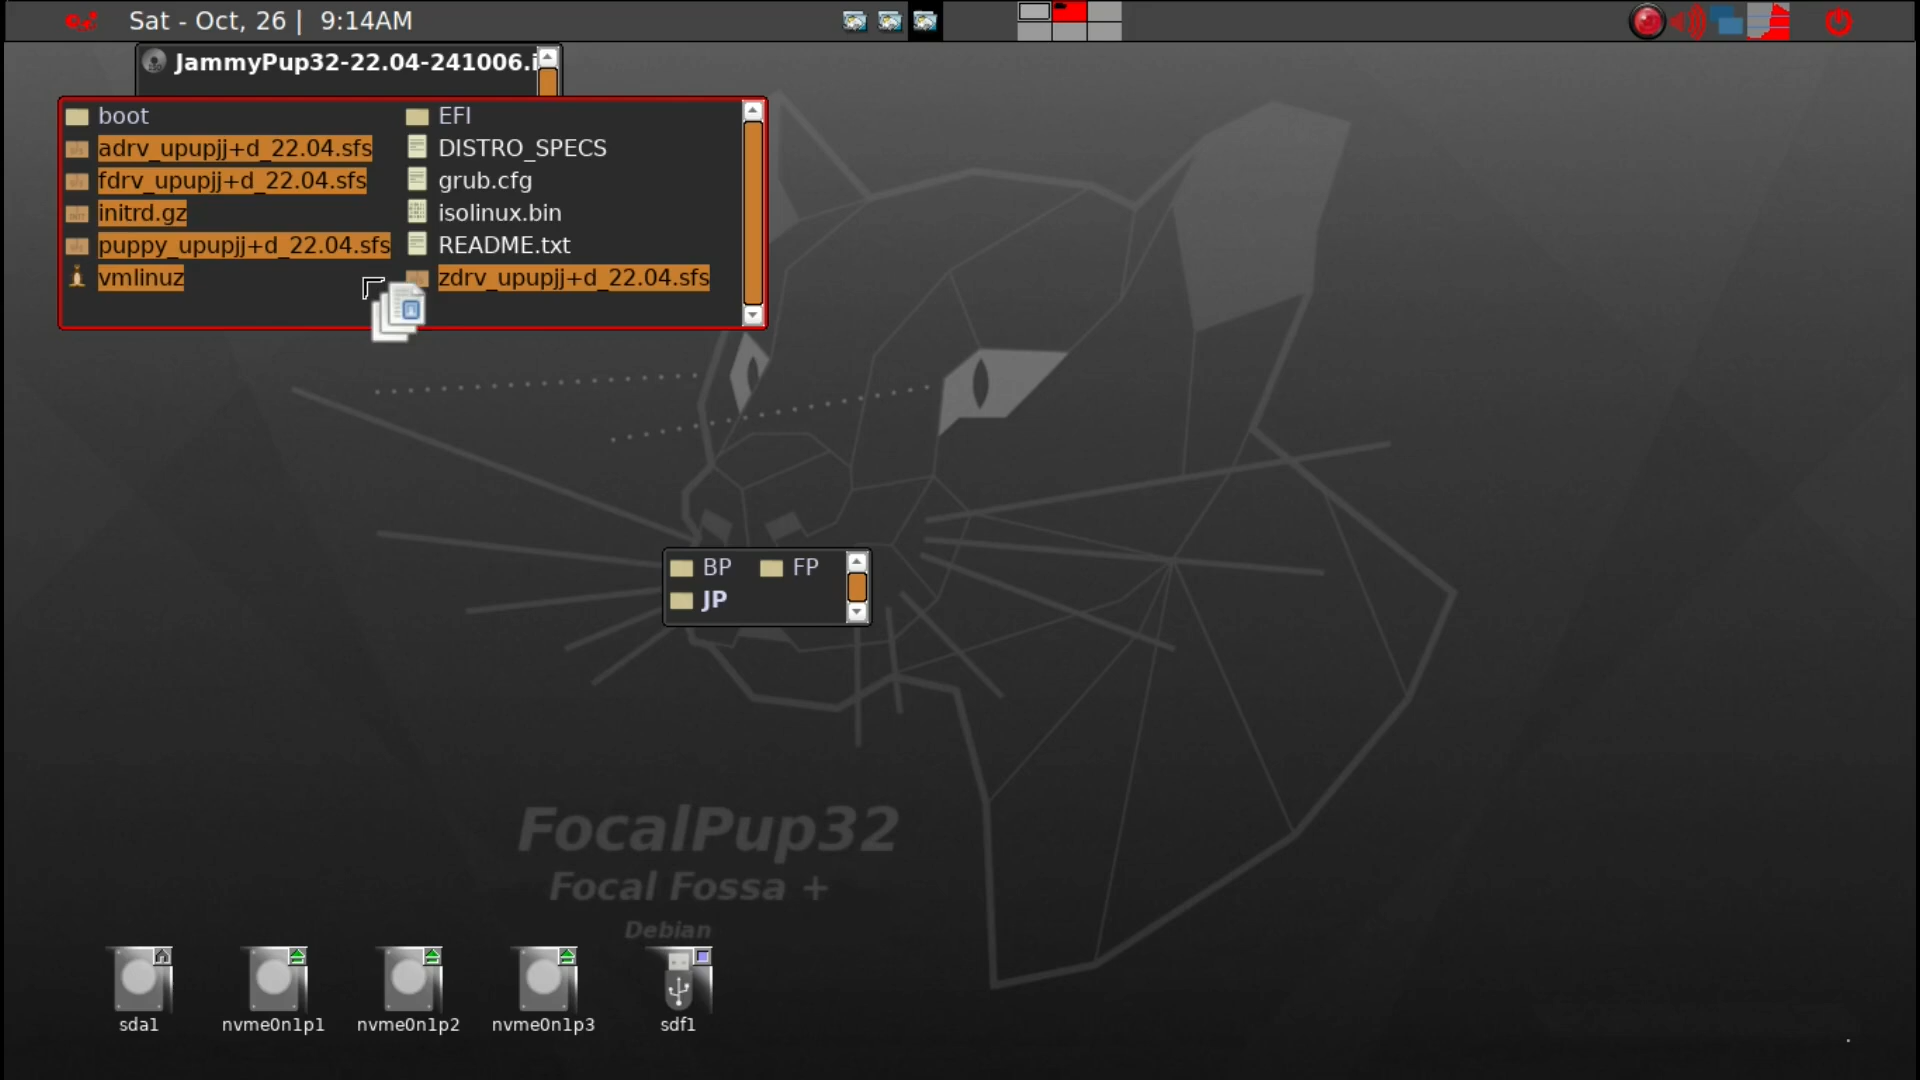 Sat - Oct, 26 | 9:14AM
JammyPup32-22.04-241006.i
boot EFI
adrv_upupjj+d_22.04.sfs DISTRO_SPECS
fdrv_upupjj+d_22.04.sfs grub.cfg
initrd.gz isolinux.bin
puppy_upupjj+d_22.04.sfs README.txt
vmlinuz zdrv_upupjj+d_22.04.sfs
BP FP
JP
FocalPup32
Focal Fossa +
Debian
sda1 nvme0n1p1 nvme0n1p2 nvme0n1p3 sdf1